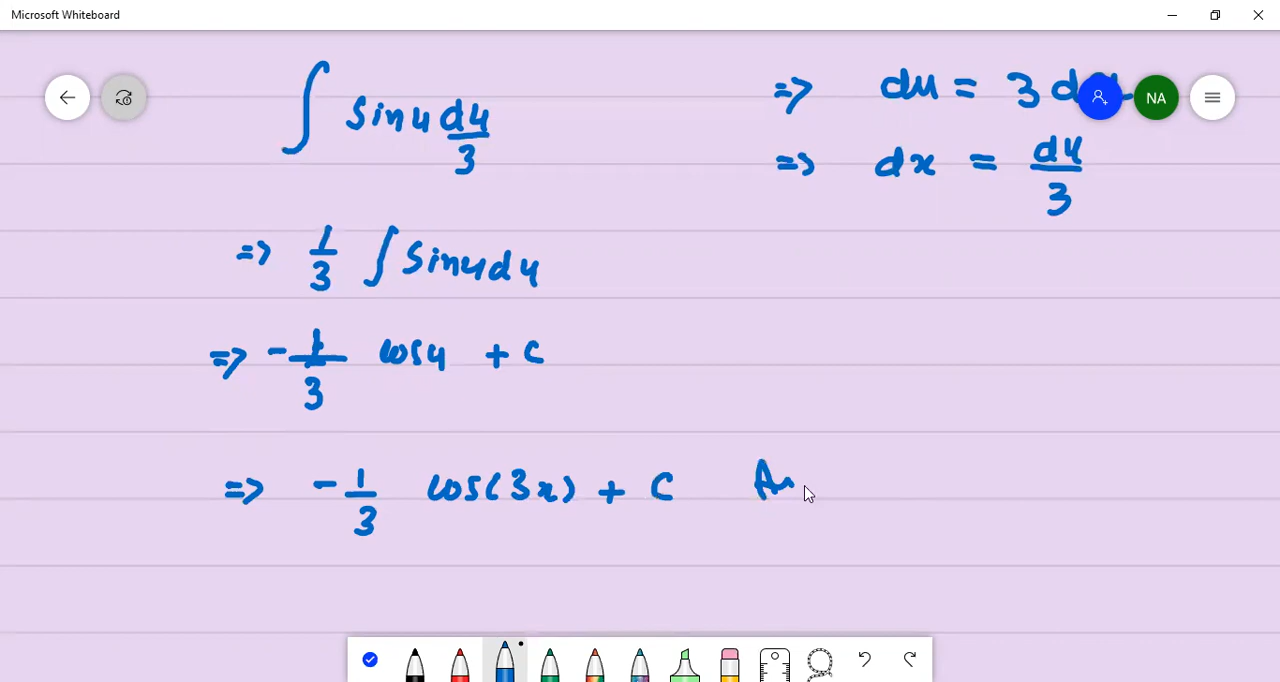 Microsoft Whiteboard
∫ sinu du/3
=> du = 3 d
=> dx = du/3
NA
=> 1/3 ∫ sinu du
=> -1/3 cosu + c
=> -1/3 cos(3x) + c An